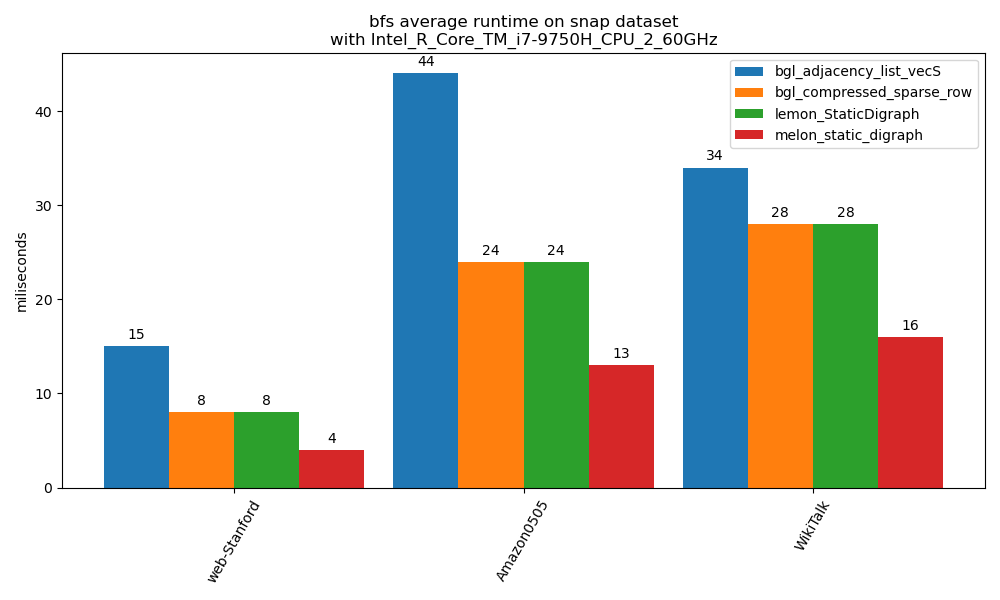 bfs average runtime on snap dataset
with Intel_R_Core_TM_i7-9750H_CPU_2_60GHz
bgl_adjacency_list_vecS
bgl_compressed_sparse_row
lemon_StaticDigraph
melon_static_digraph
miliseconds
40
30
20
10
0
15
8
8
4
44
24
24
13
34
28
28
16
web-Stanford
Amazon0505
WikiTalk